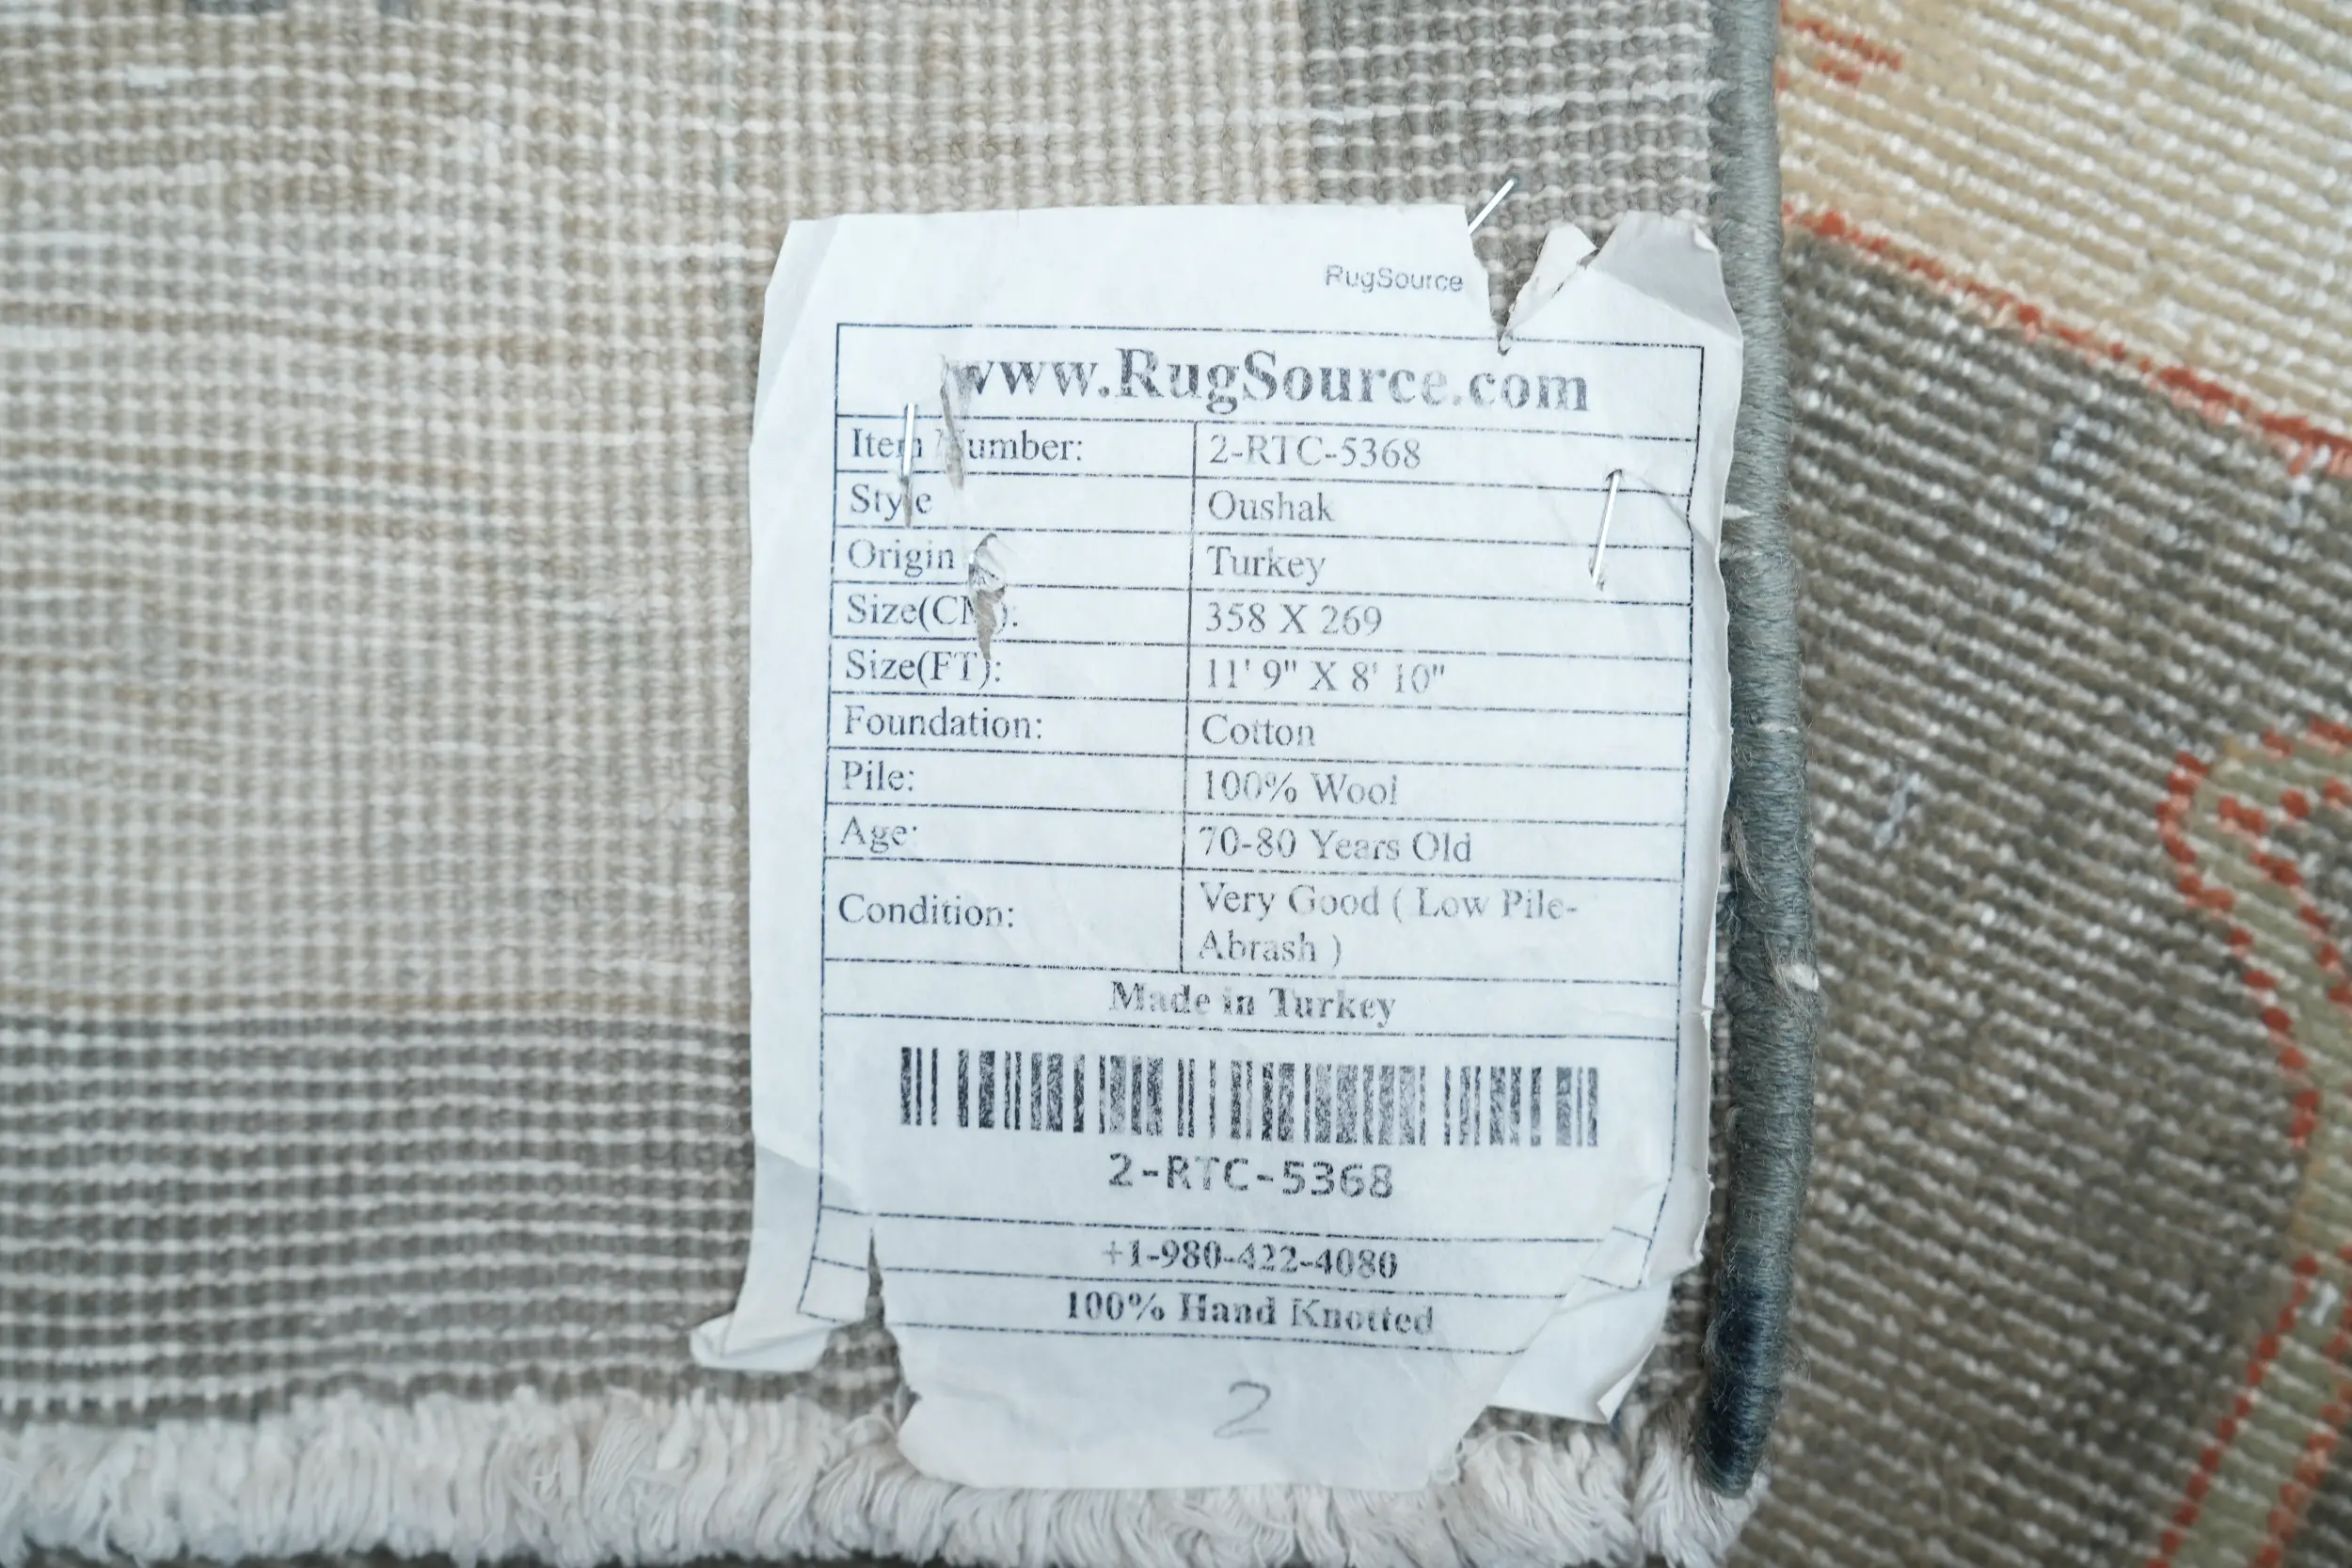 RugSource
www.RugSource.com
Item Number: 2-RTC-5368
Style Oushak
Origin Turkey
Size(CM): 358 X 269
Size(FT): 11' 9" X 8' 10"
Foundation: Cotton
Pile: 100% Wool
Age: 70-80 Years Old
Condition: Very Good ( Low Pile-
Abrash )
Made in Turkey
2-RTC-5368
+1-980-422-4080
100% Hand Knotted
2